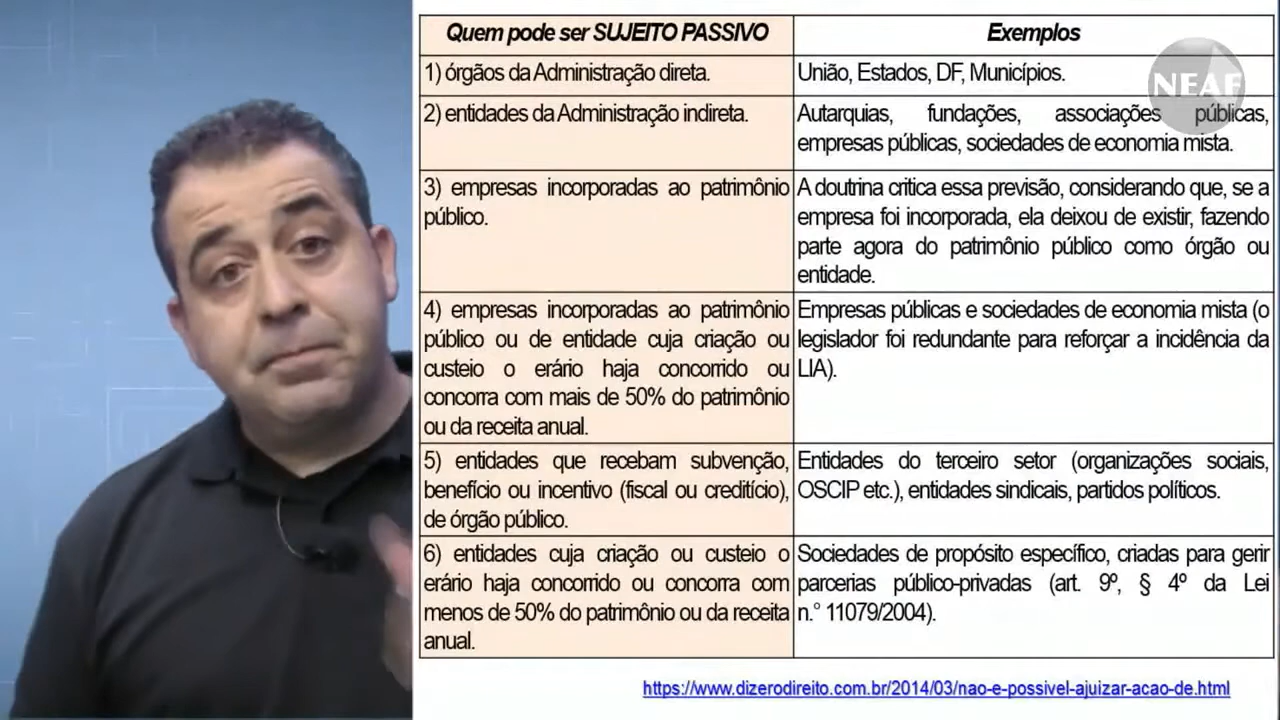 Quem pode ser SUJEITO PASSIVO
Exemplos
1) órgãos da Administração direta.
União, Estados, DF, Municípios.
2) entidades da Administração indireta.
Autarquias, fundações, associações públicas,
empresas públicas, sociedades de economia mista.
3) empresas incorporadas ao patrimônio
público.
A doutrina critica essa previsão, considerando que, se a
empresa foi incorporada, ela deixou de existir, fazendo
parte agora do patrimônio público como órgão ou
entidade.
4) empresas incorporadas ao patrimônio
público ou de entidade cuja criação ou
custeio o erário haja concorrido ou
concorra com mais de 50% do patrimônio
ou da receita anual.
Empresas públicas e sociedades de economia mista (o
legislador foi redundante para reforçar a incidência da
LIA).
5) entidades que recebam subvenção,
benefício ou incentivo (fiscal ou creditício),
de órgão público.
Entidades do terceiro setor (organizações sociais,
OSCIP etc.), entidades sindicais, partidos políticos.
6) entidades cuja criação ou custeio o
erário haja concorrido ou concorra com
menos de 50% do patrimônio ou da receita
anual.
Sociedades de propósito específico, criadas para gerir
parcerias público-privadas (art. 9º, § 4º da Lei
n.° 11079/2004).
https://www.dizerodireito.com.br/2014/03/nao-e-possivel-ajuizar-acao-de.html
NEAF